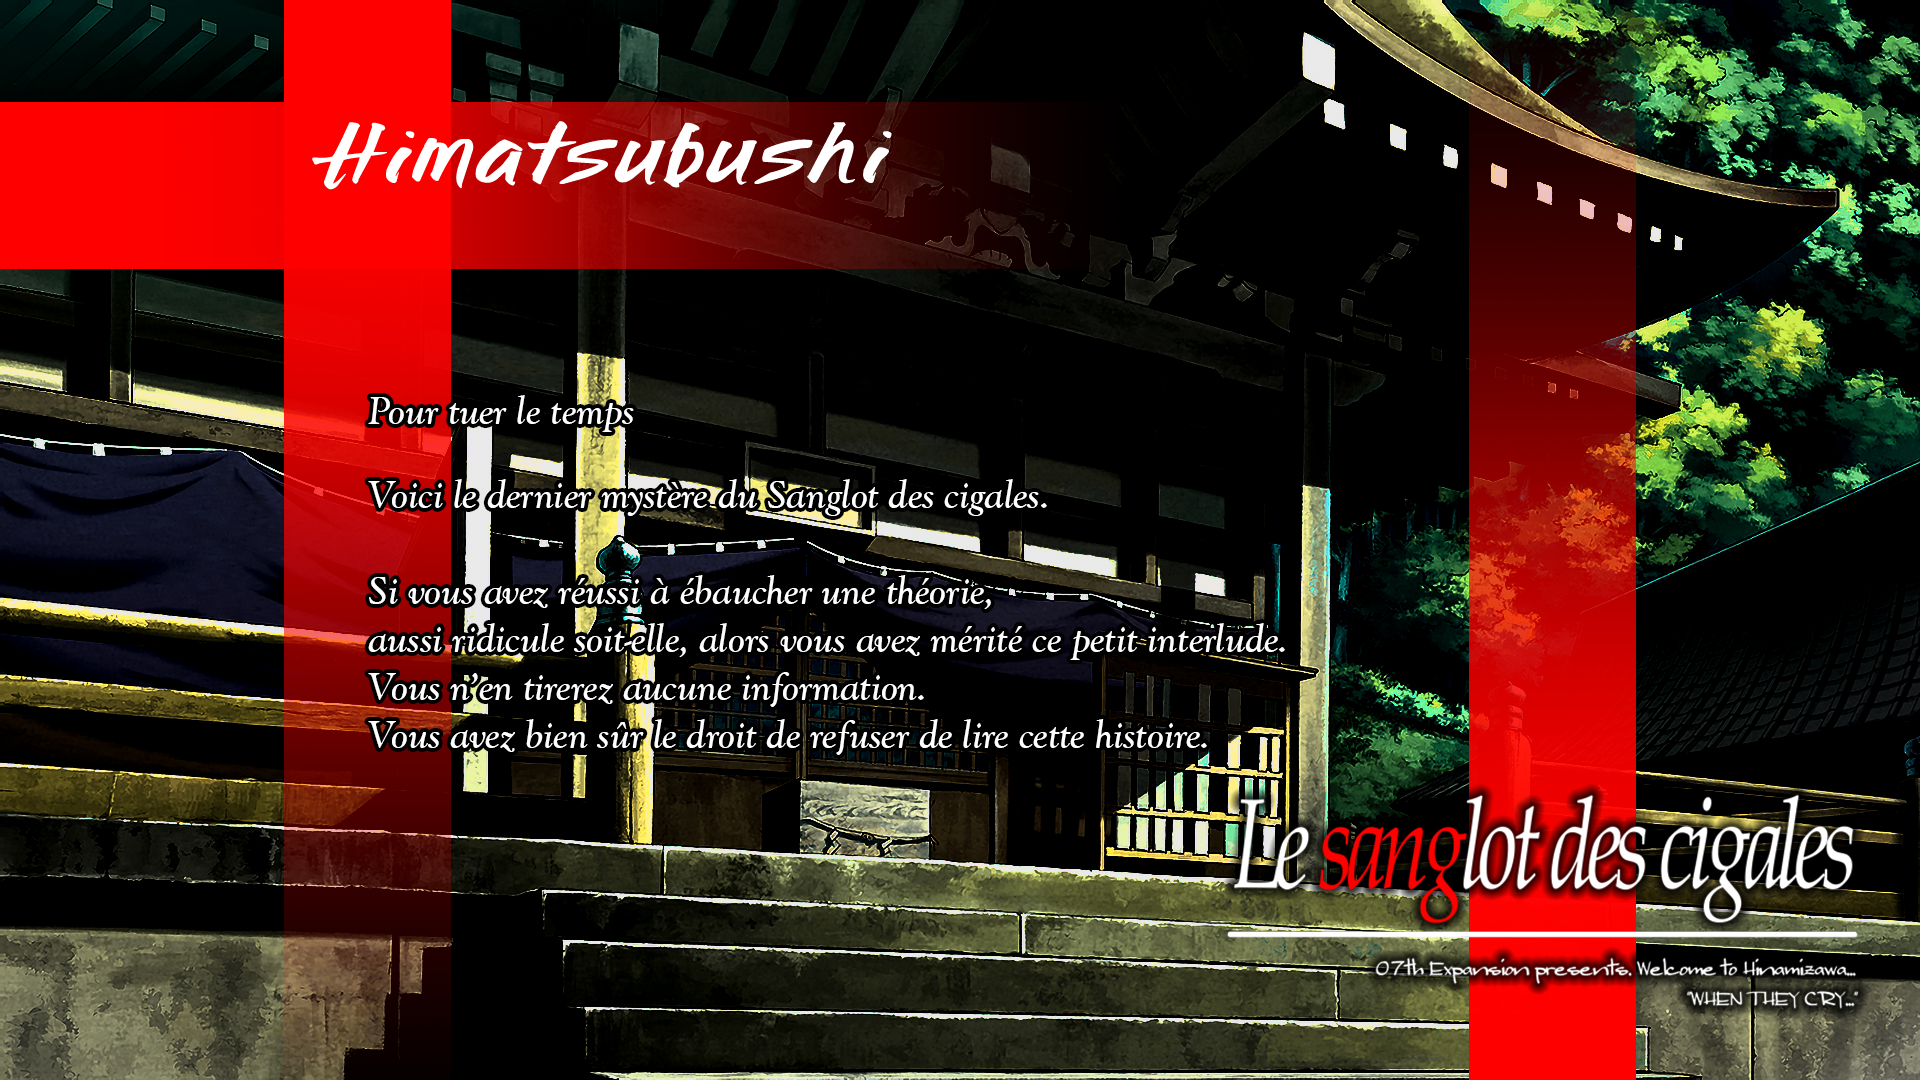 Himatsubushi
Pour tuer le temps
Voici le dernier mystère du Sanglot des cigales.
Si vous avez réussi à ébaucher une théorie,
aussi ridicule soit-elle, alors vous avez mérité ce petit interlude.
Vous n'en tirerez aucune information.
Vous avez bien sûr le droit de refuser de lire cette histoire.
Le sanglot des cigales
07th Expansion presents. Welcome to Hinamizawa...
"WHEN THEY CRY..."